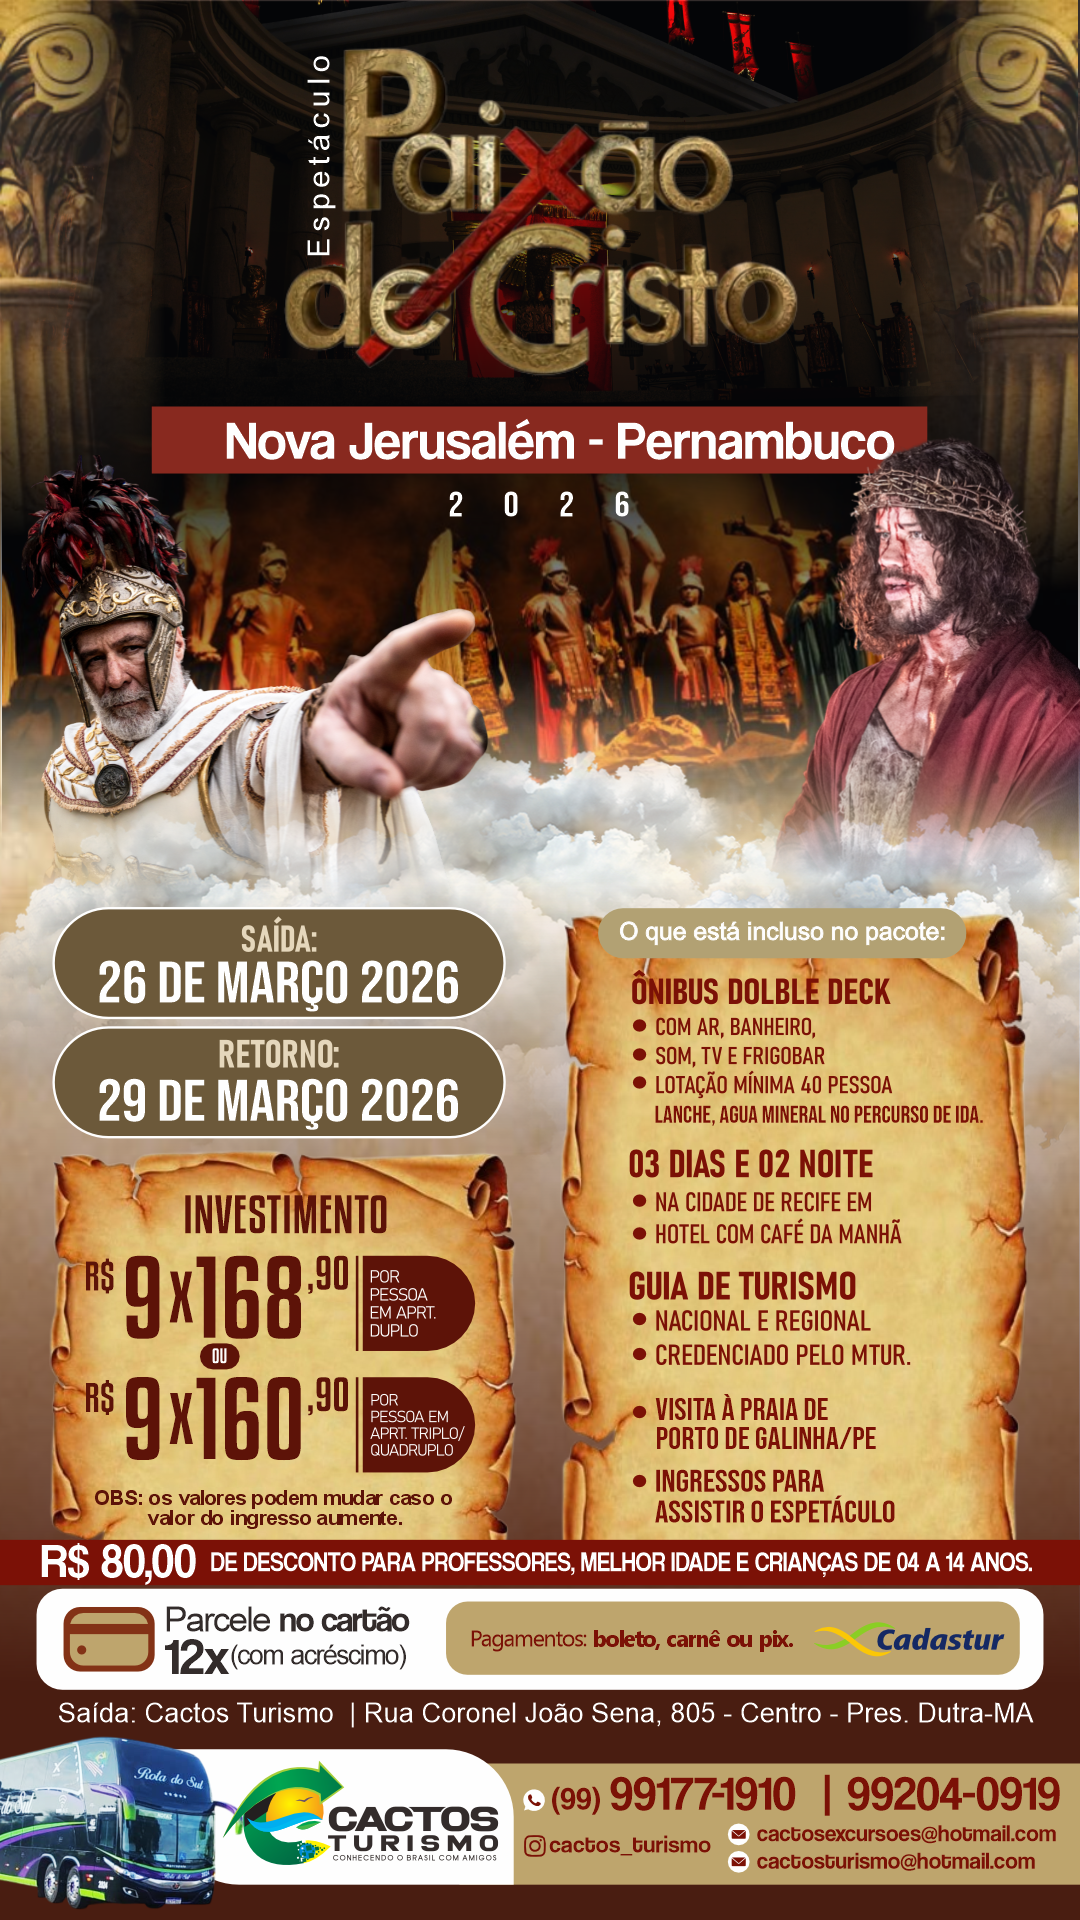 Espetáculo
Paixão
de Cristo
Nova Jerusalém - Pernambuco
2026
SAÍDA:
26 DE MARÇO 2026
RETORNO:
29 DE MARÇO 2026
INVESTIMENTO
R$ 9x168,90
POR
PESSOA
EM APRT.
DUPLO
OU
R$ 9x160,90
POR
PESSOA EM
APRT. TRIPLO/
QUADRUPLO
OBS: os valores podem mudar caso o
valor do ingresso aumente.
O que está incluso no pacote:
ÔNIBUS DOLBLE DECK
• COM AR, BANHEIRO,
• SOM, TV E FRIGOBAR
• LOTAÇÃO MÍNIMA 40 PESSOA
LANCHE, AGUA MINERAL NO PERCURSO DE IDA.
03 DIAS E 02 NOITE
• NA CIDADE DE RECIFE EM
• HOTEL COM CAFÉ DA MANHÃ
GUIA DE TURISMO
• NACIONAL E REGIONAL
• CREDENCIADO PELO MTUR.
• VISITA À PRAIA DE
PORTO DE GALINHA/PE
• INGRESSOS PARA
ASSISTIR O ESPETÁCULO
R$ 80,00 DE DESCONTO PARA PROFESSORES, MELHOR IDADE E CRIANÇAS DE 04 A 14 ANOS.
Parcele no cartão
12x (com acréscimo)
Pagamentos: boleto, carnê ou pix.
Cadastur
Saída: Cactos Turismo | Rua Coronel João Sena, 805 - Centro - Pres. Dutra-MA
Rota do Sul
CACTOS
TURISMO
CONHECENDO O BRASIL COM AMIGOS
(99) 99177-1910 | 99204-0919
cactos_turismo
cactosexcursoes@hotmail.com
cactosturismo@hotmail.com